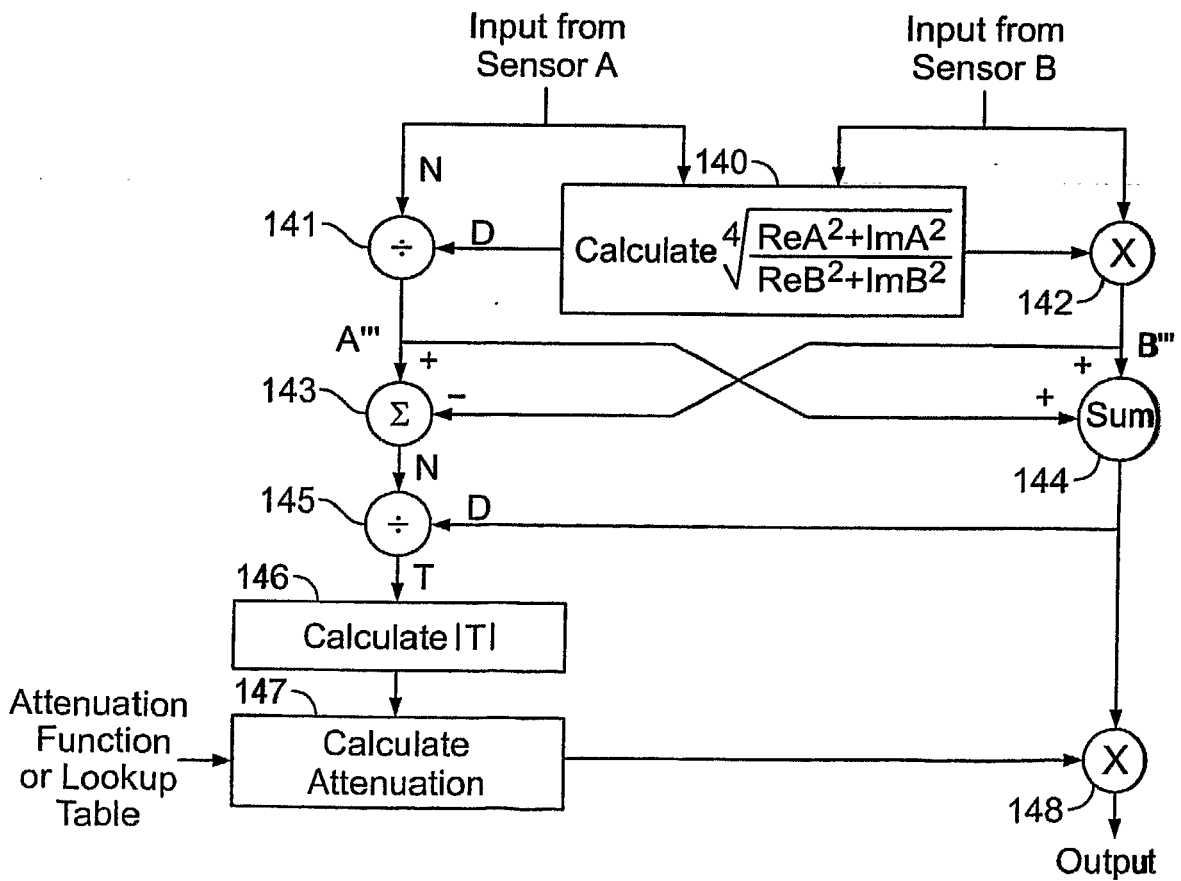 Input from
Sensor A
Input from
Sensor B
N
140
141
÷
D
Calculate ∜((ReA²+ImA²)/(ReB²+ImB²))
X
142
A'''
B'''
+
+
143
Σ
–
+
Sum
144
N
145
÷
D
T
146
Calculate |T|
147
Attenuation
Function
or Lookup
Table
Calculate
Attenuation
X
148
Output